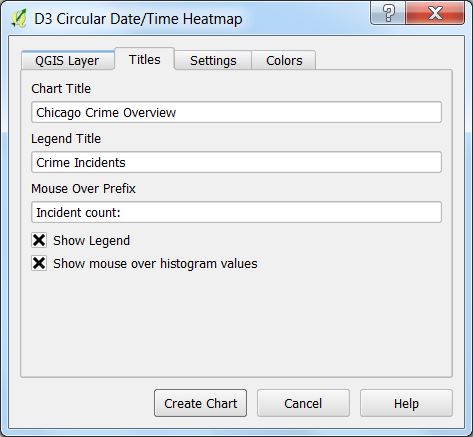 D3 Circular Date/Time Heatmap
QGIS Layer Titles Settings Colors
Chart Title
Chicago Crime Overview
Legend Title
Crime Incidents
Mouse Over Prefix
Incident count:
Show Legend
Show mouse over histogram values
Create Chart Cancel Help